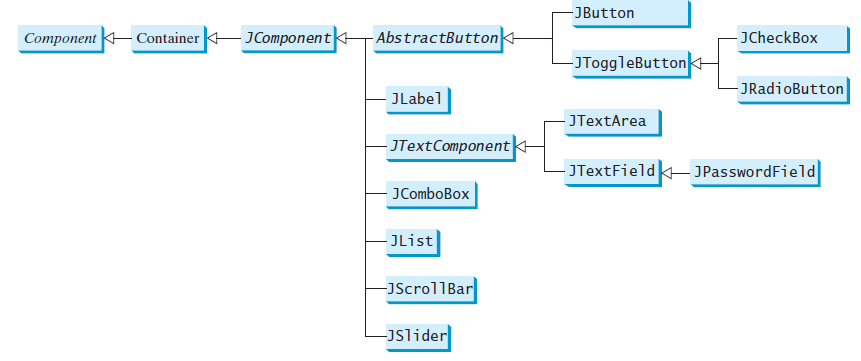 JButton
Component
Container
JComponent
AbstractButton
JCheckBox
JToggleButton
JRadioButton
JLabel
JTextArea
JTextComponent
JTextField
JPasswordField
JComboBox
JList
JScrollBar
JSlider